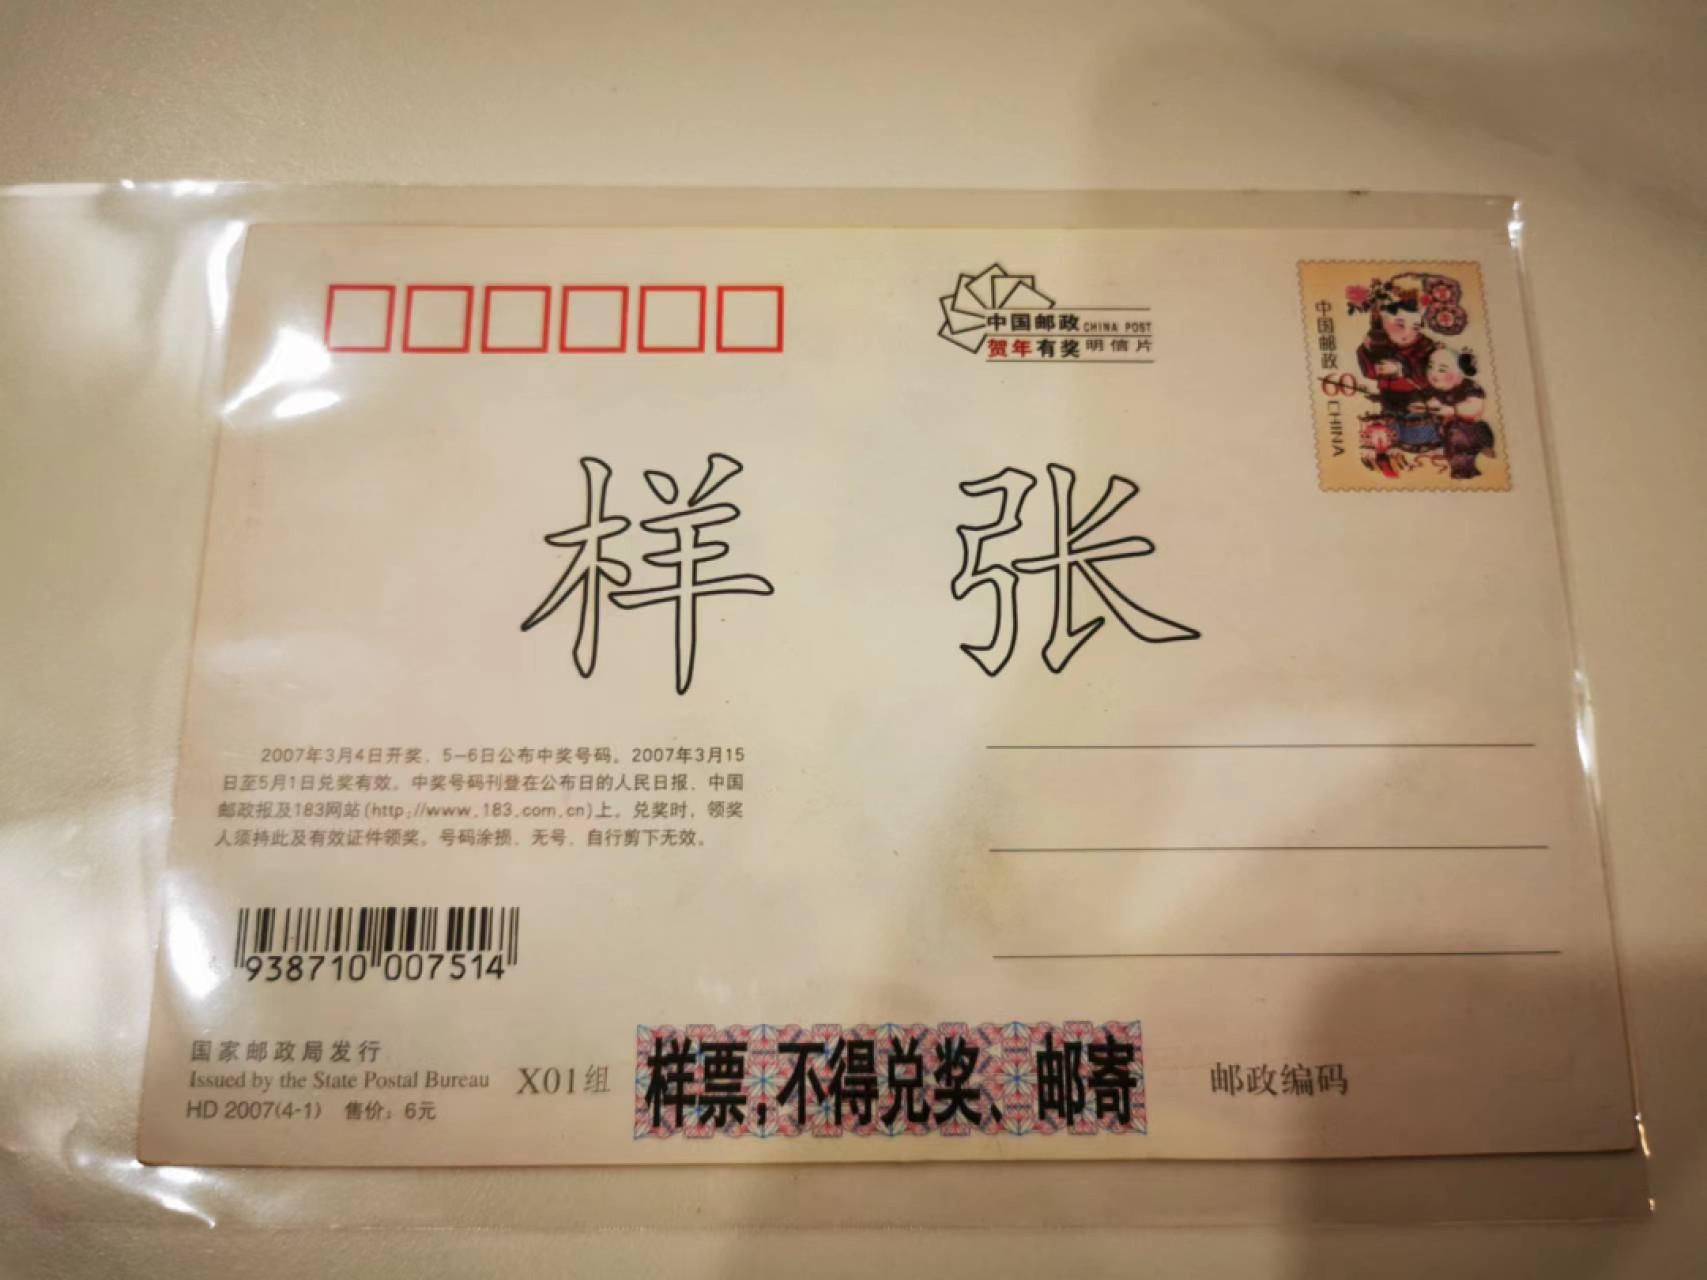 中国邮政 CHINA POST
贺年有奖明信片
中国邮政
60
CHINA
样 张
2007年3月4日开奖、5-6日公布中奖号码。2007年3月15
日至5月1日兑奖有效。中奖号码刊登在公布日的人民日报、中国
邮政报及183网站(http://www.183.com.cn)上。兑奖时，领奖
人须持此及有效证件领奖。号码涂损、无号、自行剪下无效。
938710 007514
国家邮政局发行
Issued by the State Postal Bureau
HD 2007(4-1) 售价：6元
X01组
样票,不得兑奖、邮寄
邮政编码